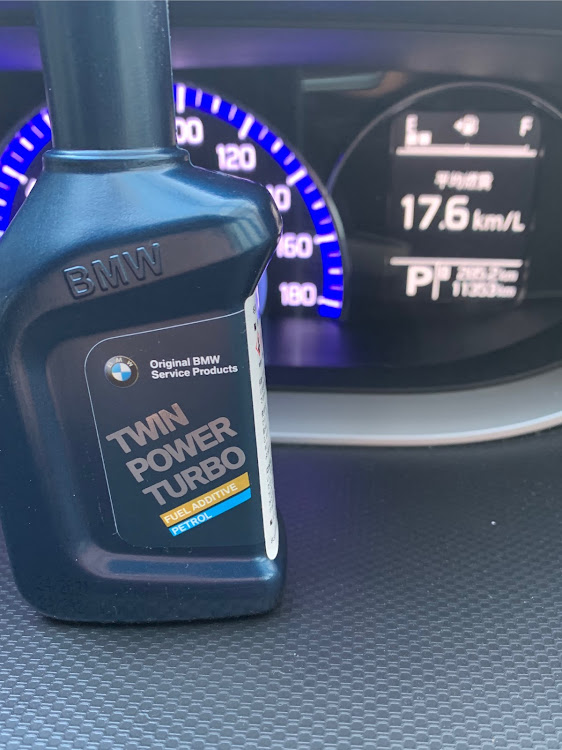 BMW
Original BMW
Service Products
TWIN
POWER
TURBO
FUEL ADDITIVE
PETROL
120
160
180
E F
平均燃費
17.6 km/L
P
11353km